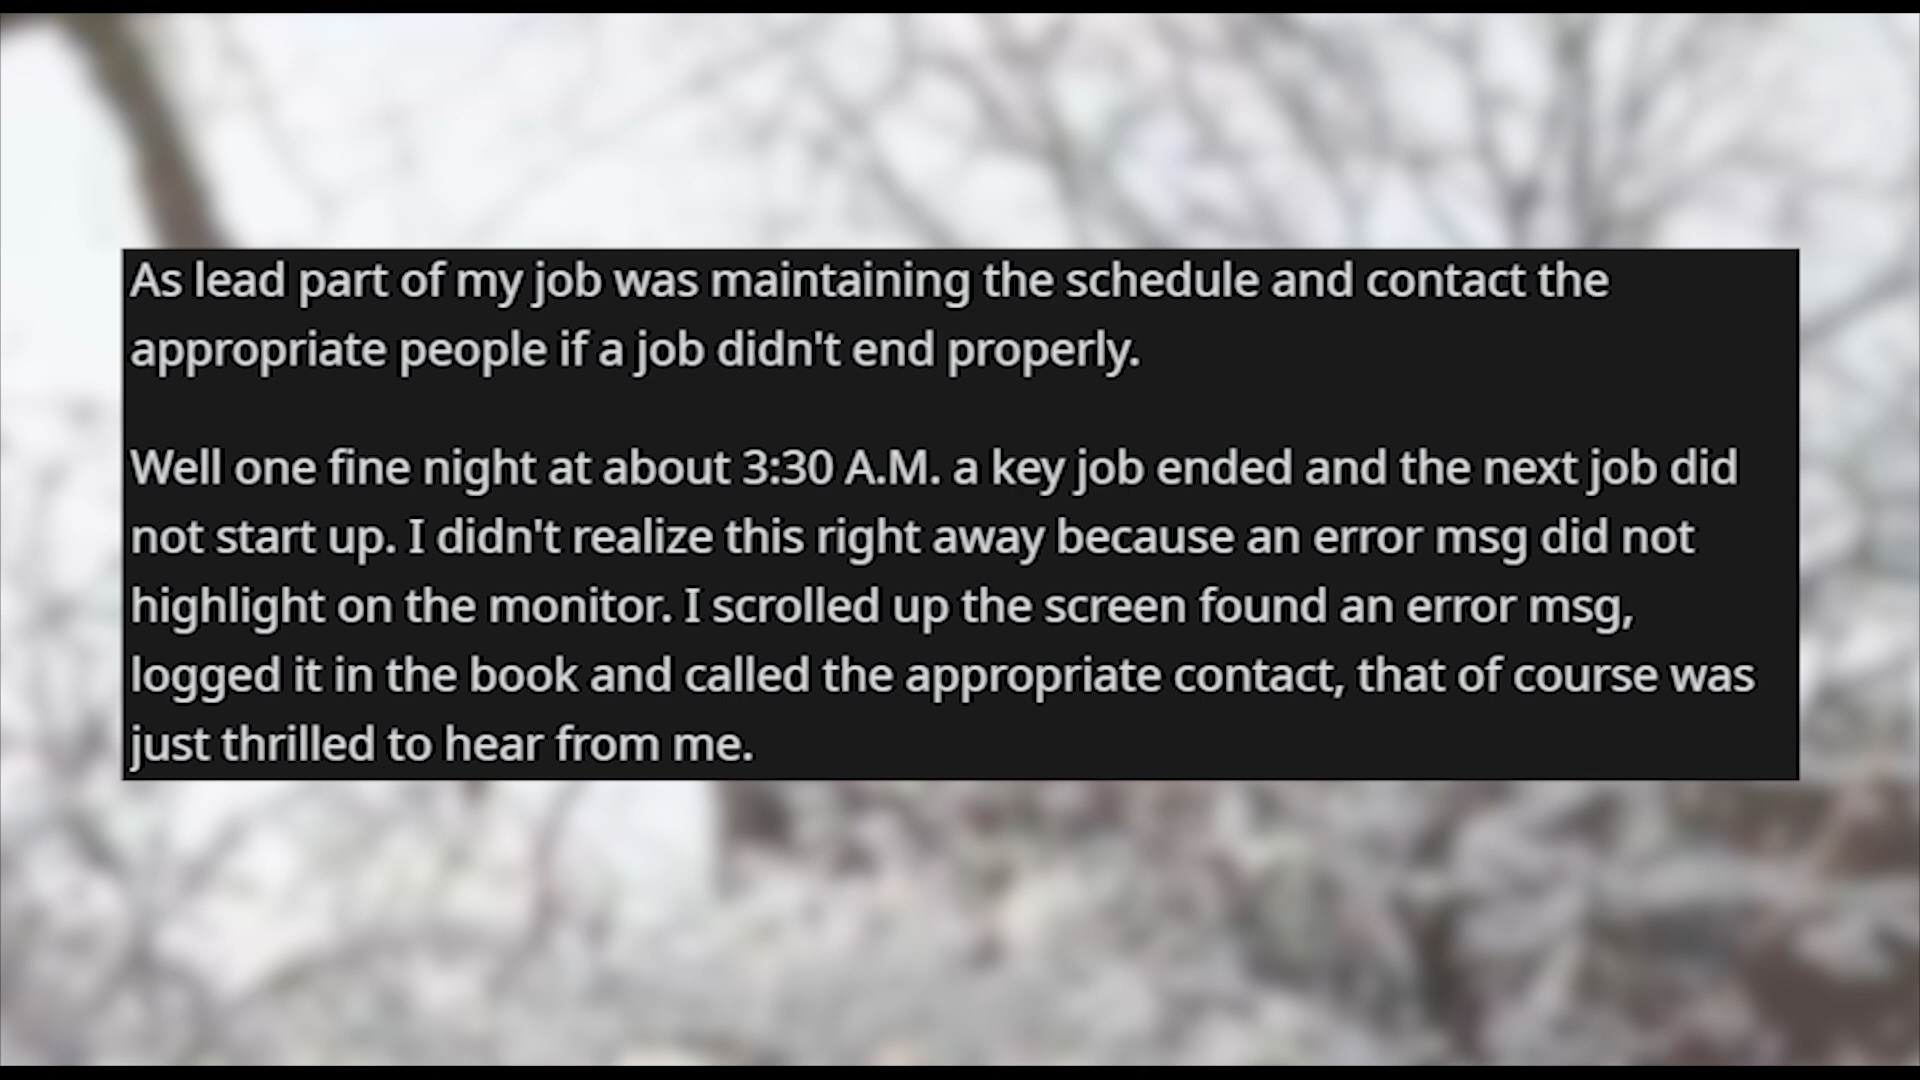 As lead part of my job was maintaining the schedule and contact the
appropriate people if a job didn't end properly.
Well one fine night at about 3:30 A.M. a key job ended and the next job did
not start up. I didn't realize this right away because an error msg did not
highlight on the monitor. I scrolled up the screen found an error msg,
logged it in the book and called the appropriate contact, that of course was
just thrilled to hear from me.